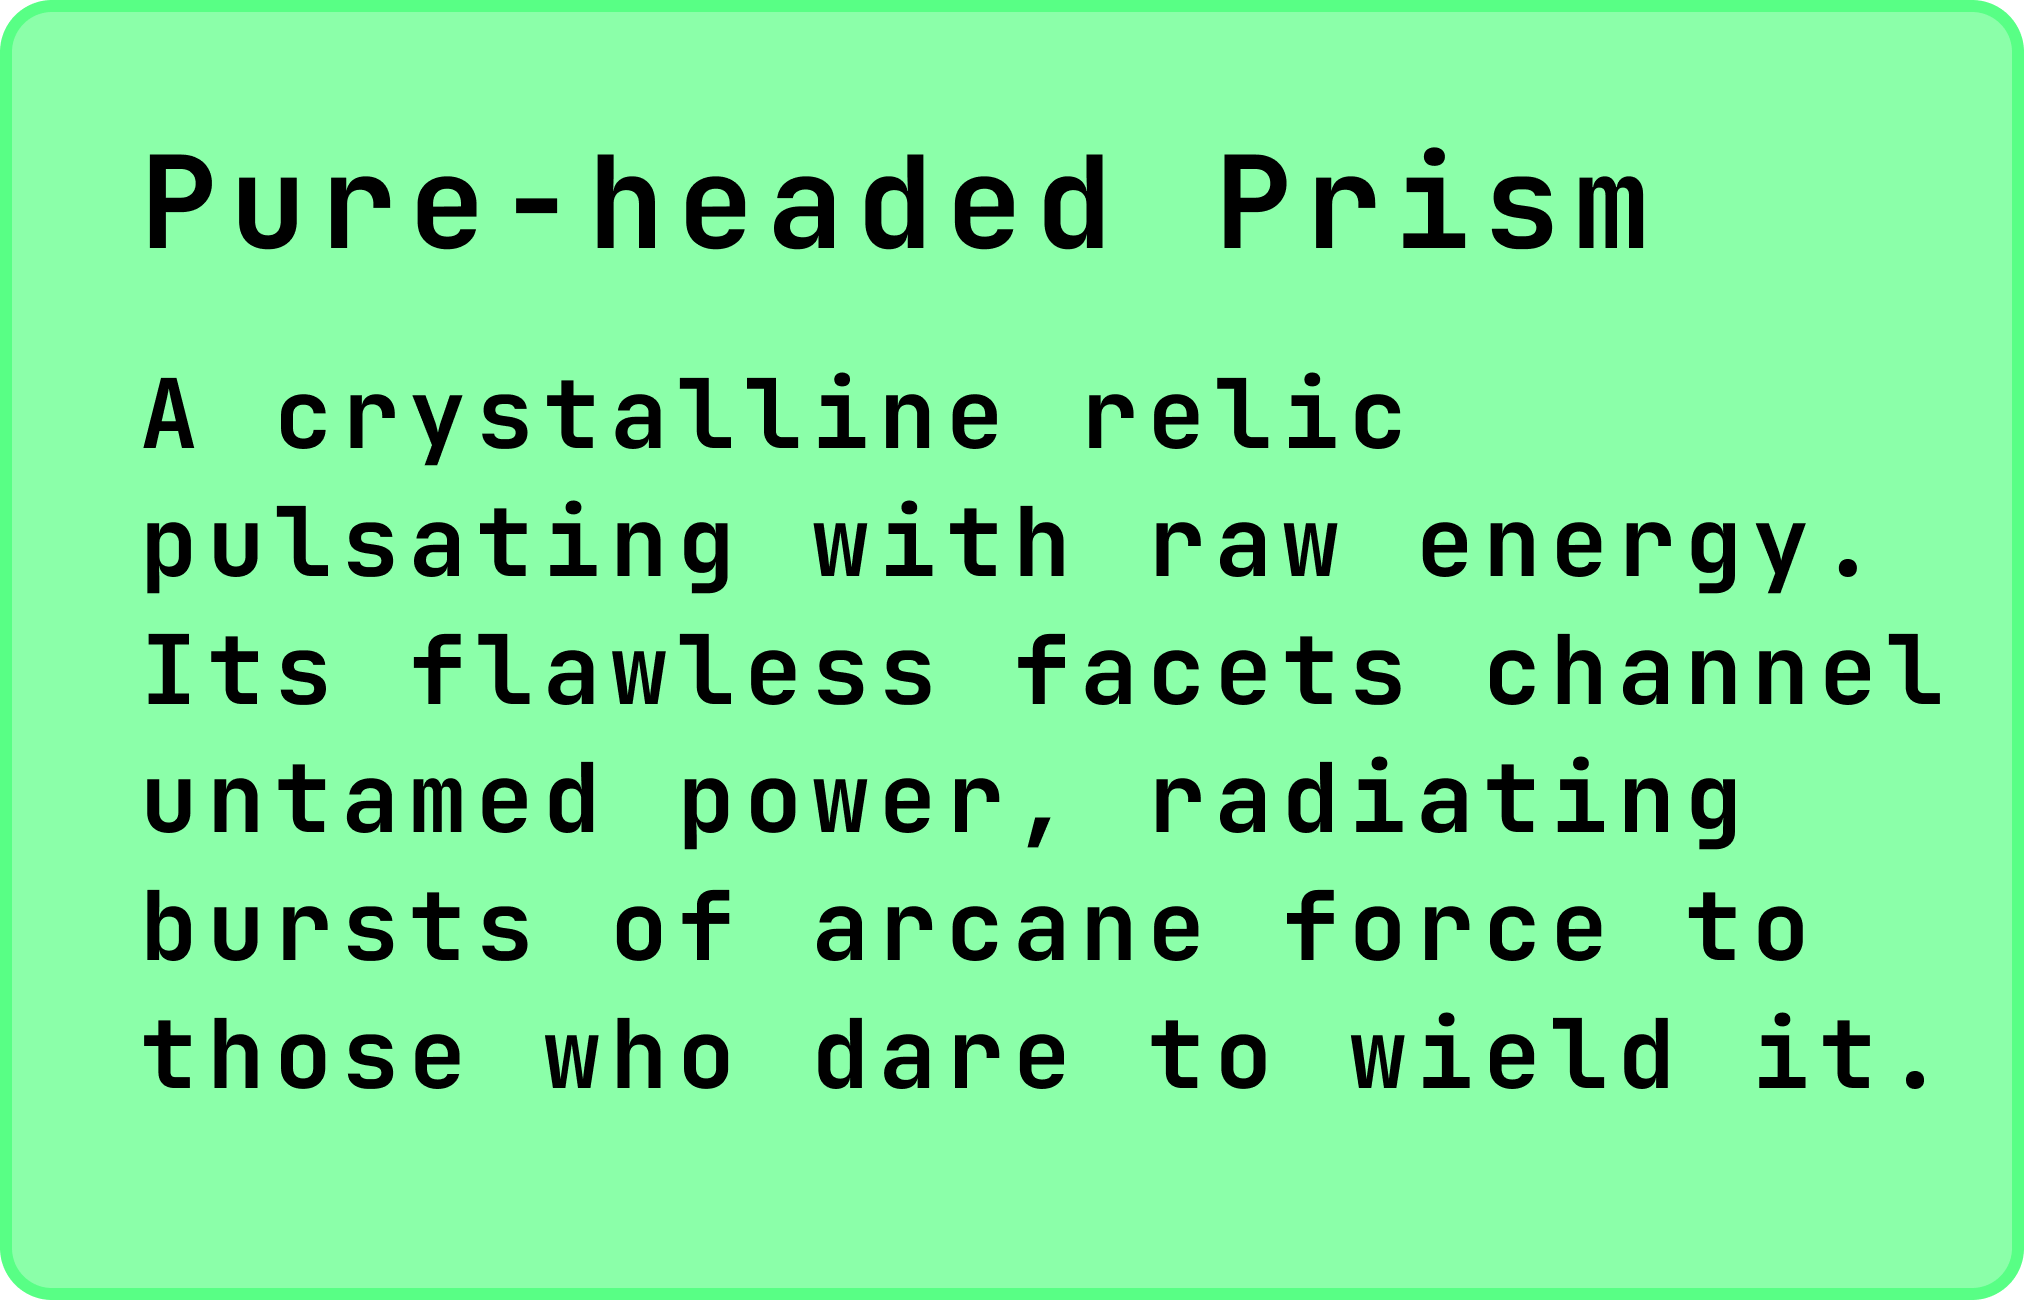 Pure-headed Prism
A crystalline relic
pulsating with raw energy.
Its flawless facets channel
untamed power, radiating
bursts of arcane force to
those who dare to wield it.